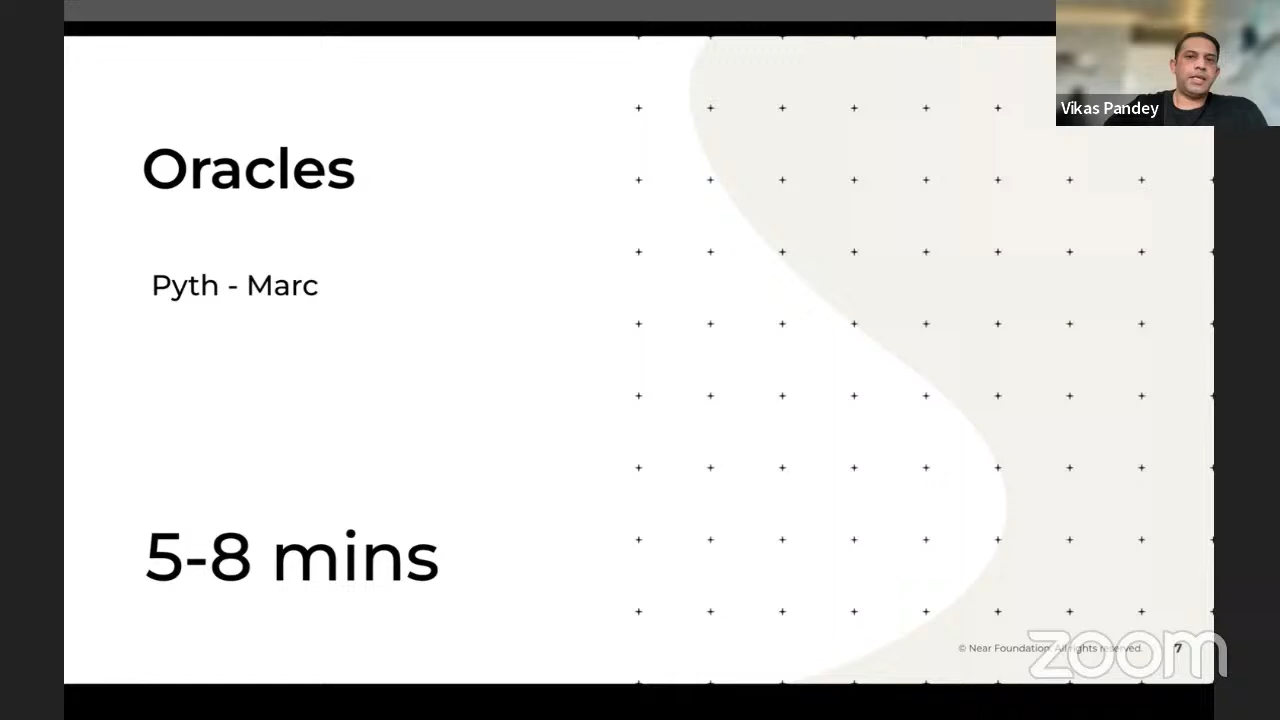 Vikas Pandey
Oracles
Pyth - Marc
5-8 mins
© Near Foundation. All rights reserved. 7
zoom